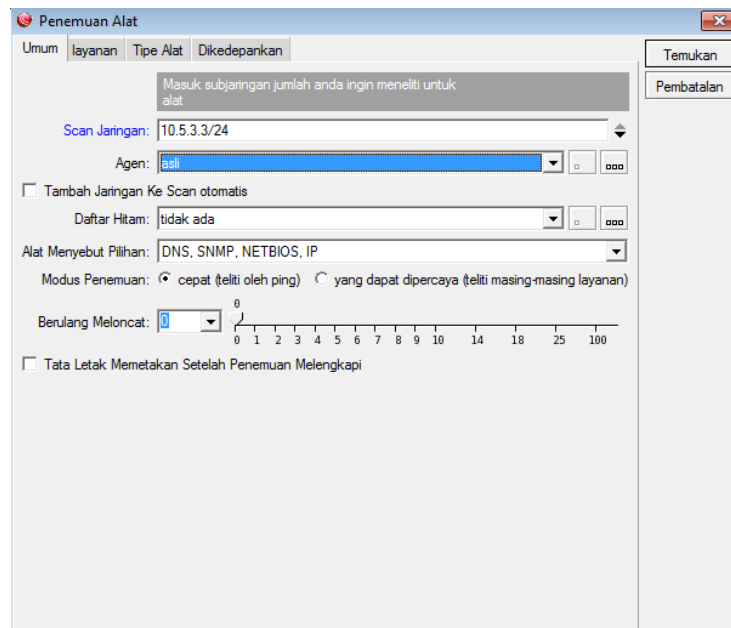 Penemuan Alat
Umum layanan Tipe Alat Dikedepankan
Temukan
Pembatalan
Masuk subjaringan jumlah anda ingin meneliti untuk
alat
Scan Jaringan: 10.5.3.3/24
Agen: asli
Tambah Jaringan Ke Scan otomatis
Daftar Hitam: tidak ada
Alat Menyebut Pilihan: DNS, SNMP, NETBIOS, IP
Modus Penemuan: cepat (teliti oleh ping) yang dapat dipercaya (teliti masing-masing layanan)
0
Berulang Meloncat: 0
0 1 2 3 4 5 6 7 8 9 10 14 18 25 100
Tata Letak Memetakan Setelah Penemuan Melengkapi